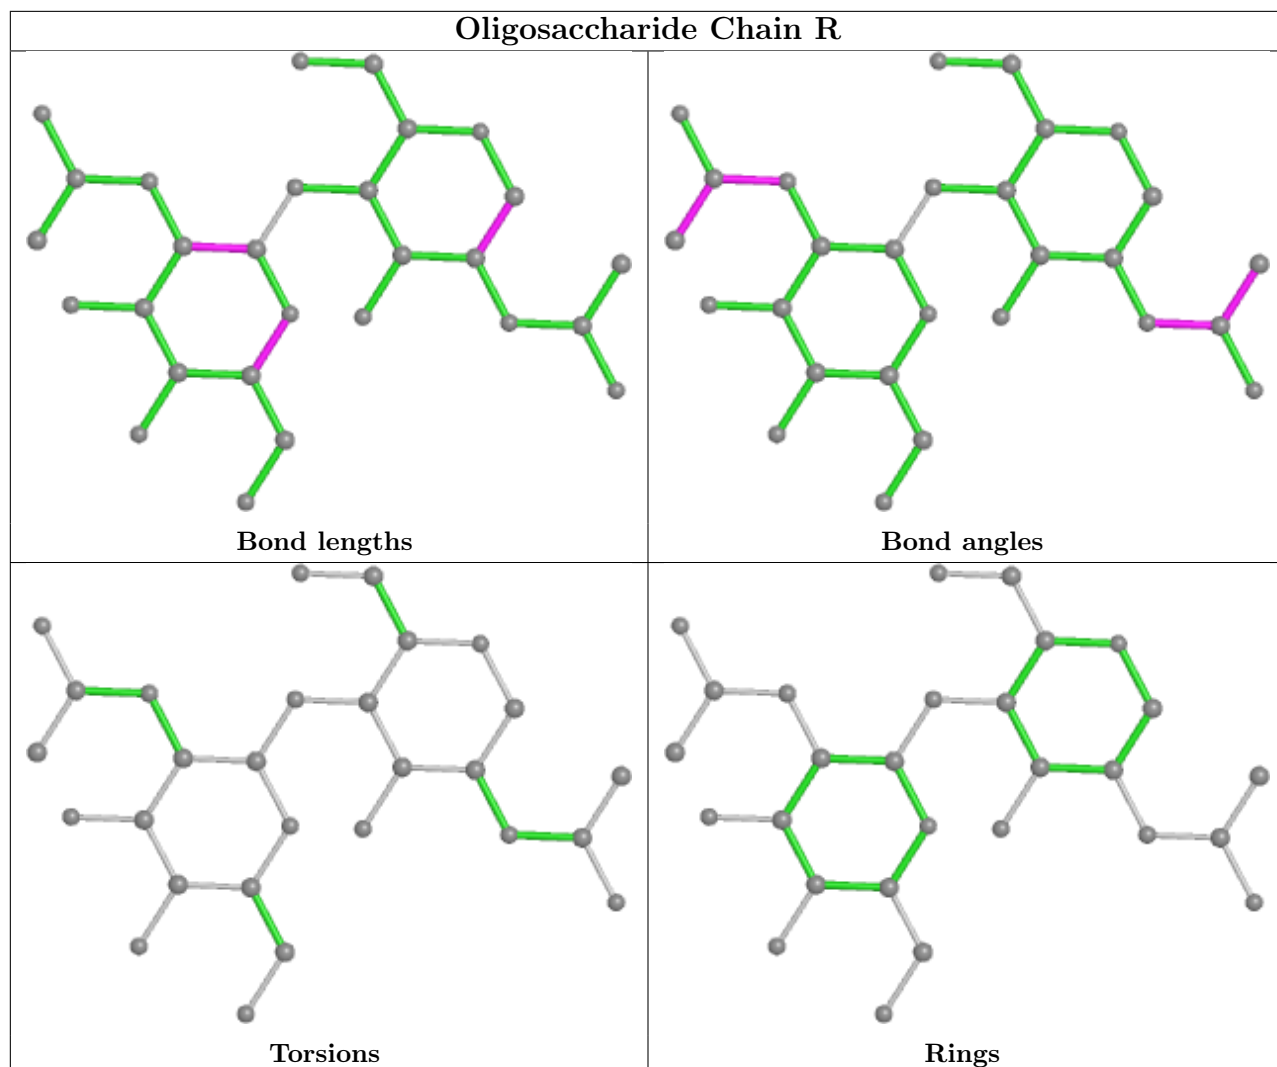 Oligosaccharide Chain R
Bond lengths
Bond angles
Torsions
Rings